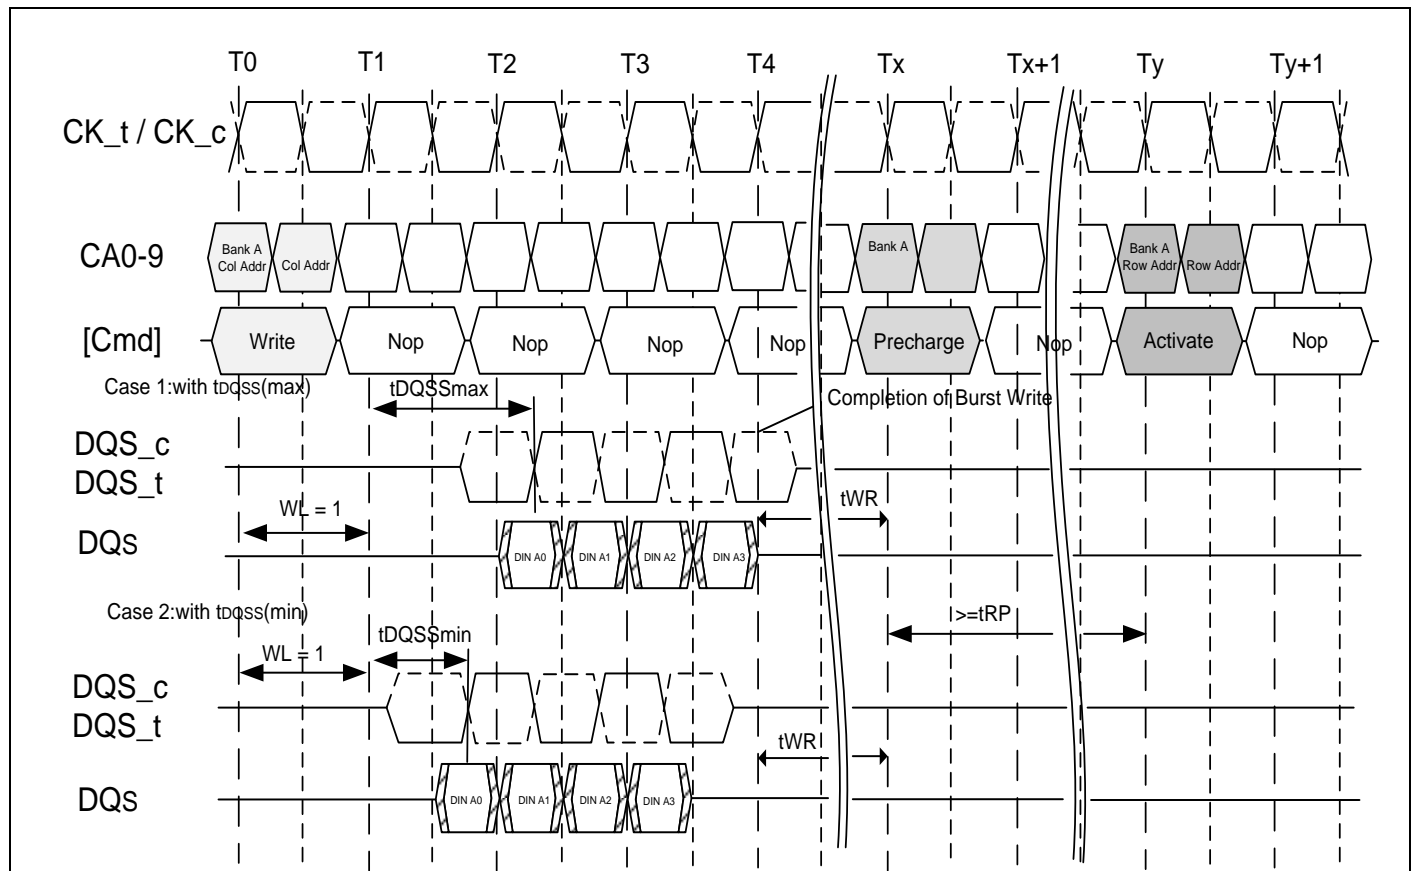 T0 T1 T2 T3 T4 Tx Tx+1 Ty Ty+1
CK_t / CK_c
CA0-9
Bank A
Col Addr
Col Addr
Bank A
Bank A
Row Addr
Row Addr
[Cmd]
Write Nop Nop Nop Nop Precharge Nop Activate Nop
Case 1:with tDQSS(max)
tDQSSmax
Completion of Burst Write
DQS_c
DQS_t
WL = 1
tWR
DQs
DIN A0 DIN A1 DIN A2 DIN A3
Case 2:with tDQSS(min)
>=tRP
tDQSSmin
WL = 1
DQS_c
DQS_t
tWR
DQs
DIN A0 DIN A1 DIN A2 DIN A3